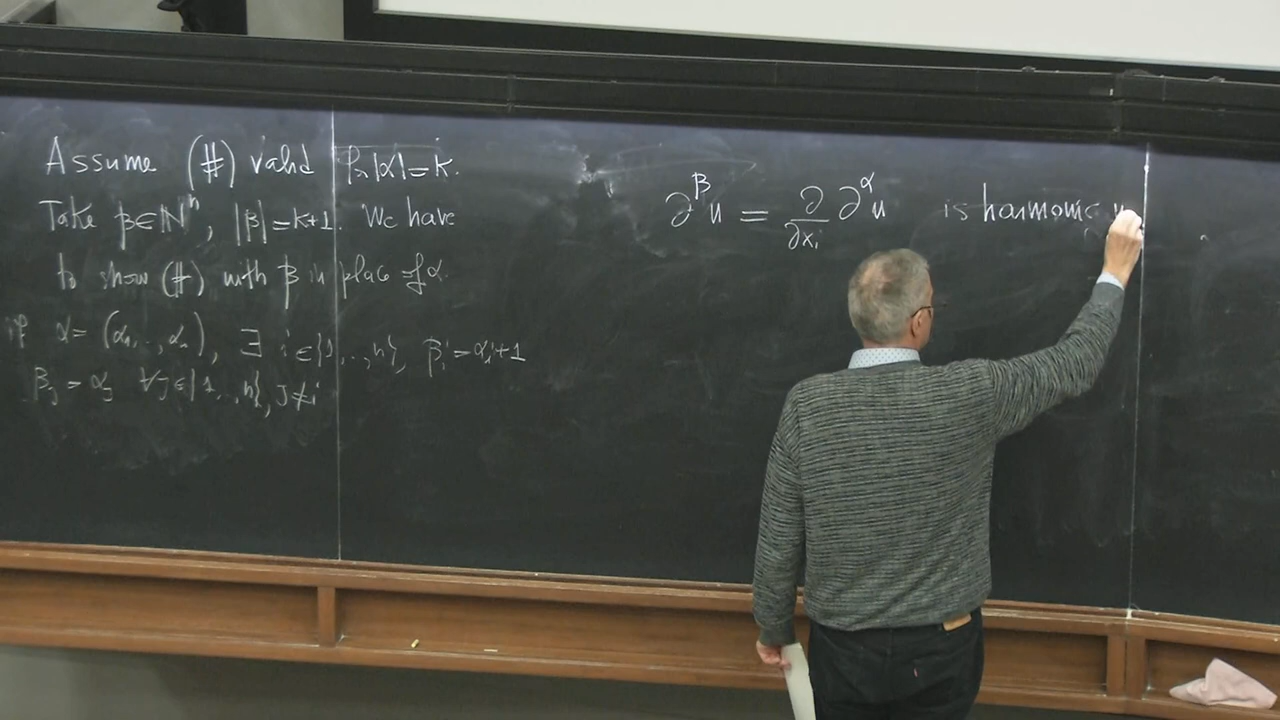 Assume (#) valid for |α|=k.
Take β∈ℕⁿ, |β|=k+1. We have
to show (#) with β in place of α.
if α=(α₁,..,αₙ), ∃ i∈{1,..,n}, βᵢ=αᵢ+1
βⱼ=αⱼ ∀j∈{1,..,n}, j≠i
∂^β u = ∂/∂xᵢ ∂^α u is harmonic